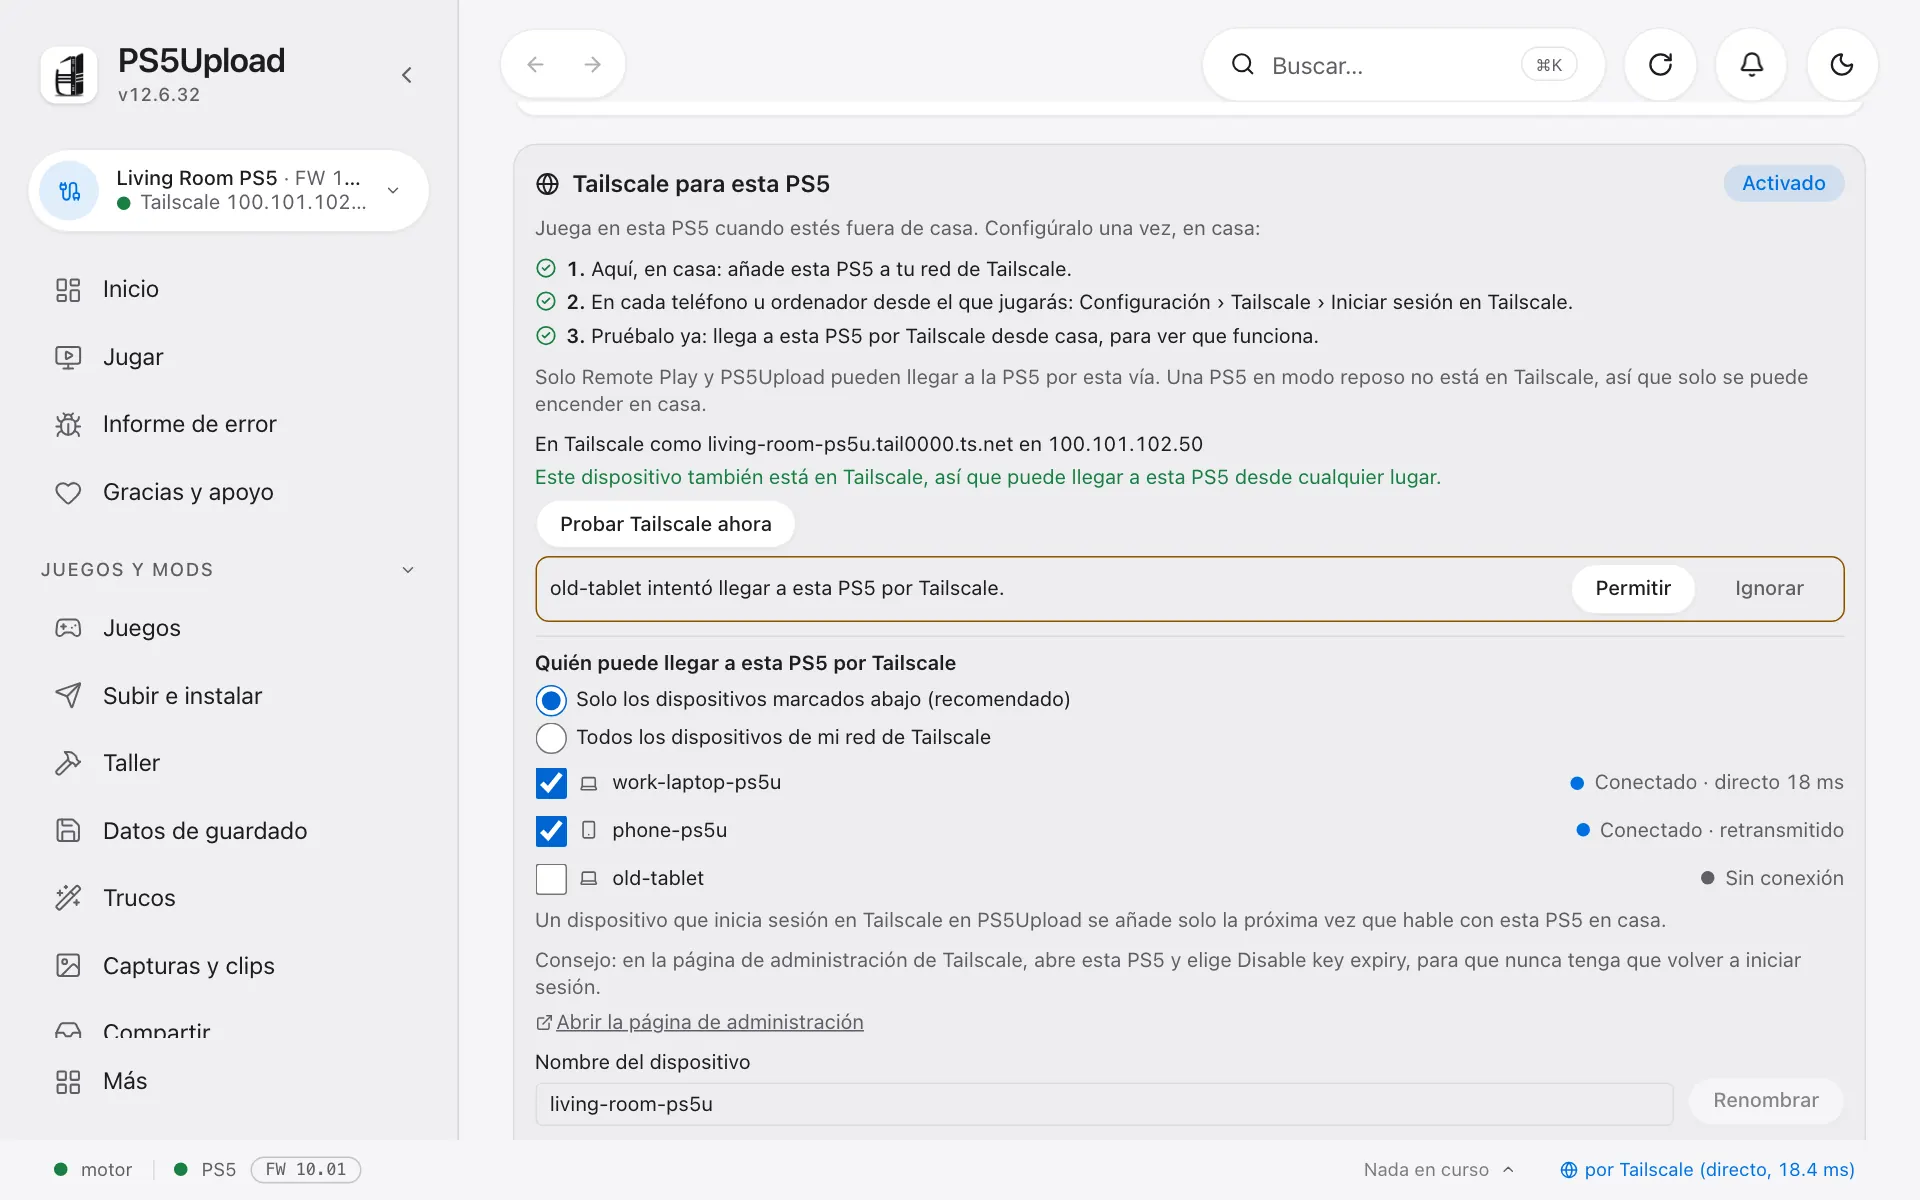 PS5Upload
v12.6.32
Living Room PS5 · FW 1...
Tailscale 100.101.102...
Inicio
Jugar
Informe de error
Gracias y apoyo
JUEGOS Y MODS
Juegos
Subir e instalar
Taller
Datos de guardado
Trucos
Capturas y clips
Compartir
Más
Buscar...
⌘K
Tailscale para esta PS5
Activado
Juega en esta PS5 cuando estés fuera de casa. Configúralo una vez, en casa:
1. Aquí, en casa: añade esta PS5 a tu red de Tailscale.
2. En cada teléfono u ordenador desde el que jugarás: Configuración › Tailscale › Iniciar sesión en Tailscale.
3. Pruébalo ya: llega a esta PS5 por Tailscale desde casa, para ver que funciona.
Solo Remote Play y PS5Upload pueden llegar a la PS5 por esta vía. Una PS5 en modo reposo no está en Tailscale, así que solo se puede
encender en casa.
En Tailscale como living-room-ps5u.tail0000.ts.net en 100.101.102.50
Este dispositivo también está en Tailscale, así que puede llegar a esta PS5 desde cualquier lugar.
Probar Tailscale ahora
old-tablet intentó llegar a esta PS5 por Tailscale.
Permitir
Ignorar
Quién puede llegar a esta PS5 por Tailscale
Solo los dispositivos marcados abajo (recomendado)
Todos los dispositivos de mi red de Tailscale
work-laptop-ps5u
Conectado · directo 18 ms
phone-ps5u
Conectado · retransmitido
old-tablet
Sin conexión
Un dispositivo que inicia sesión en Tailscale en PS5Upload se añade solo la próxima vez que hable con esta PS5 en casa.
Consejo: en la página de administración de Tailscale, abre esta PS5 y elige Disable key expiry, para que nunca tenga que volver a iniciar
sesión.
Abrir la página de administración
Nombre del dispositivo
living-room-ps5u
Renombrar
motor
PS5
FW 10.01
Nada en curso
por Tailscale (directo, 18.4 ms)